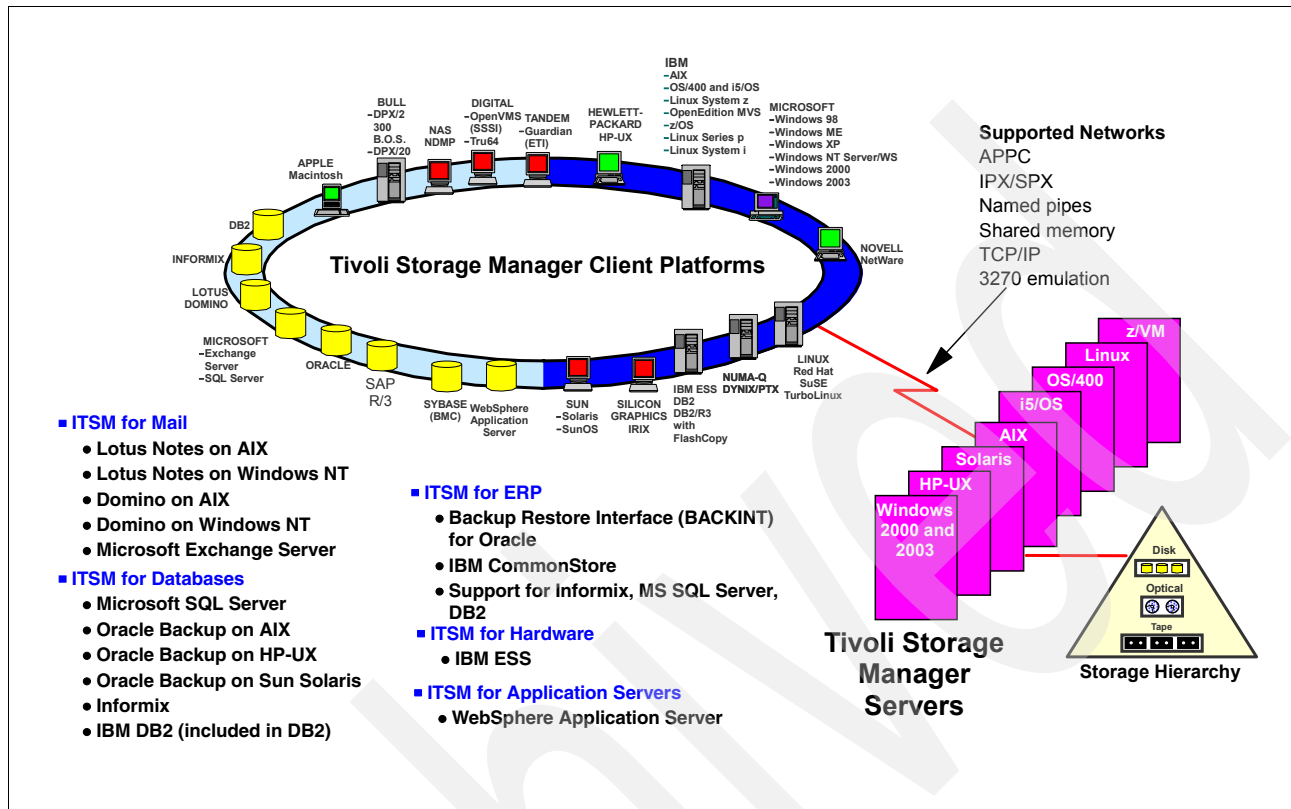 IBM
-AIX
-OS/400 and i5/OS
-Linux System z
-OpenEdition MVS
-z/OS
-Linux Series p
-Linux System i
BULL
-DPX/2
300
B.O.S.
-DPX/20
NAS
NDMP
DIGITAL
-OpenVMS
(SSSI)
-Tru64
TANDEM
-Guardian
(ETI)
HEWLETT-
PACKARD
HP-UX
MICROSOFT
-Windows 98
-Windows ME
-Windows XP
-Windows NT Server/WS
-Windows 2000
-Windows 2003
APPLE
Macintosh
Supported Networks
APPC
IPX/SPX
Named pipes
Shared memory
TCP/IP
3270 emulation
DB2
INFORMIX
LOTUS
DOMINO
MICROSOFT
-Exchange
Server
-SQL Server
ORACLE
SAP
R/3
SYBASE
(BMC)
WebSphere
Application
Server
Tivoli Storage Manager Client Platforms
NOVELL
NetWare
SUN
-Solaris
-SunOS
SILICON
GRAPHICS
IRIX
IBM ESS
DB2
DB2/R3
with
FlashCopy
NUMA-Q
DYNIX/PTX
LINUX
Red Hat
SuSE
TurboLinux
z/VM
Linux
OS/400
i5/OS
AIX
Solaris
HP-UX
Windows
2000 and
2003
Tivoli Storage
Manager
Servers
Disk
Optical
Tape
Storage Hierarchy
ITSM for Mail
Lotus Notes on AIX
Lotus Notes on Windows NT
Domino on AIX
Domino on Windows NT
Microsoft Exchange Server
ITSM for Databases
Microsoft SQL Server
Oracle Backup on AIX
Oracle Backup on HP-UX
Oracle Backup on Sun Solaris
Informix
IBM DB2 (included in DB2)
ITSM for ERP
Backup Restore Interface (BACKINT)
for Oracle
IBM CommonStore
Support for Informix, MS SQL Server,
DB2
ITSM for Hardware
IBM ESS
ITSM for Application Servers
WebSphere Application Server